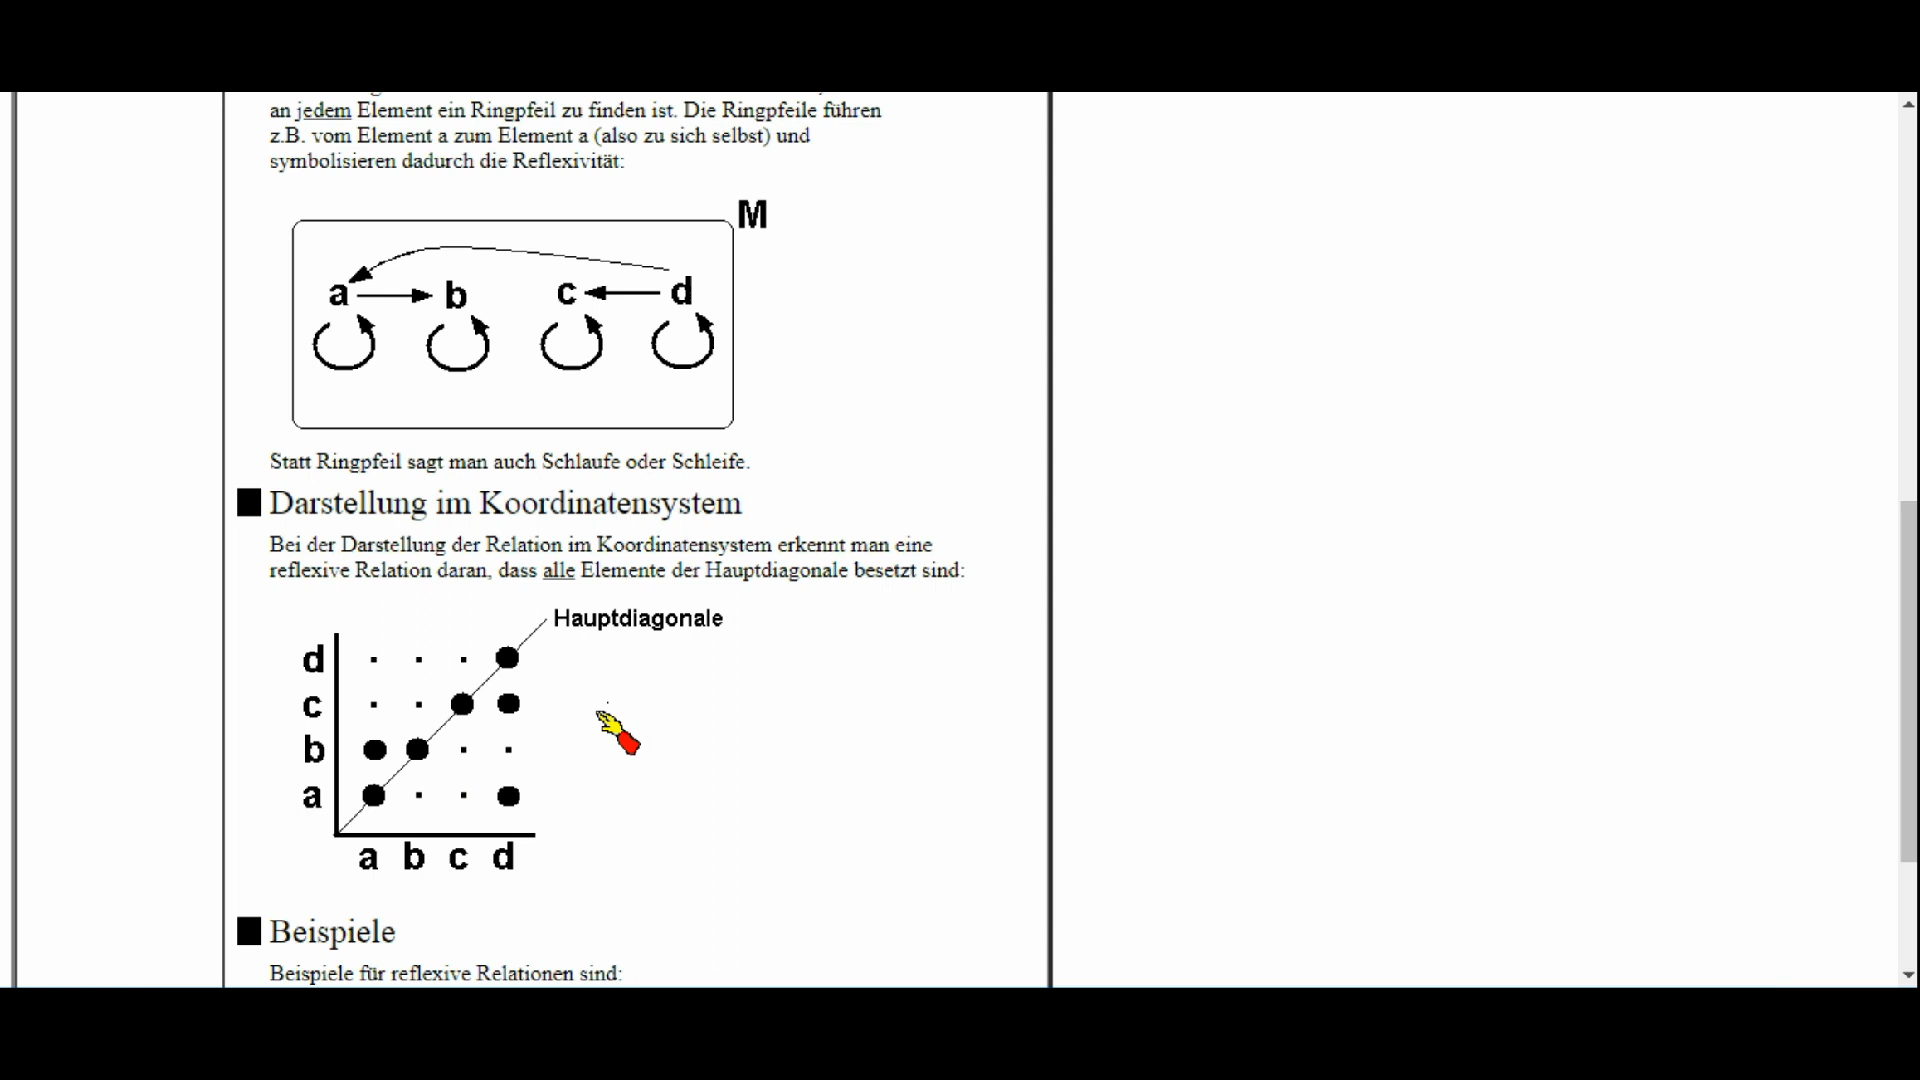 an jedem Element ein Ringpfeil zu finden ist. Die Ringpfeile führen
z.B. vom Element a zum Element a (also zu sich selbst) und
symbolisieren dadurch die Reflexivität:
M
a b c d
Statt Ringpfeil sagt man auch Schlaufe oder Schleife.
Darstellung im Koordinatensystem
Bei der Darstellung der Relation im Koordinatensystem erkennt man eine
reflexive Relation daran, dass alle Elemente der Hauptdiagonale besetzt sind:
Hauptdiagonale
d
c
b
a
a b c d
Beispiele
Beispiele für reflexive Relationen sind: